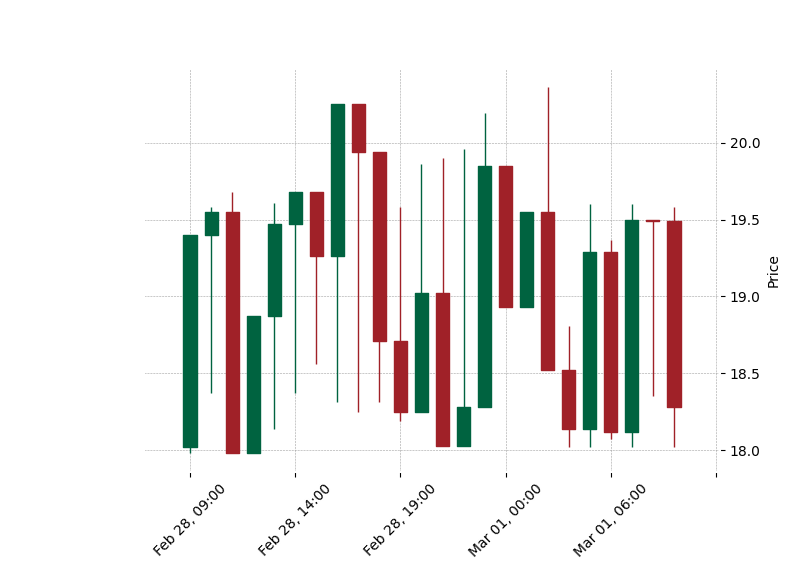 20.0
19.5
19.0
18.5
18.0
Price
Feb 28, 09:00
Feb 28, 14:00
Feb 28, 19:00
Mar 01, 00:00
Mar 01, 06:00